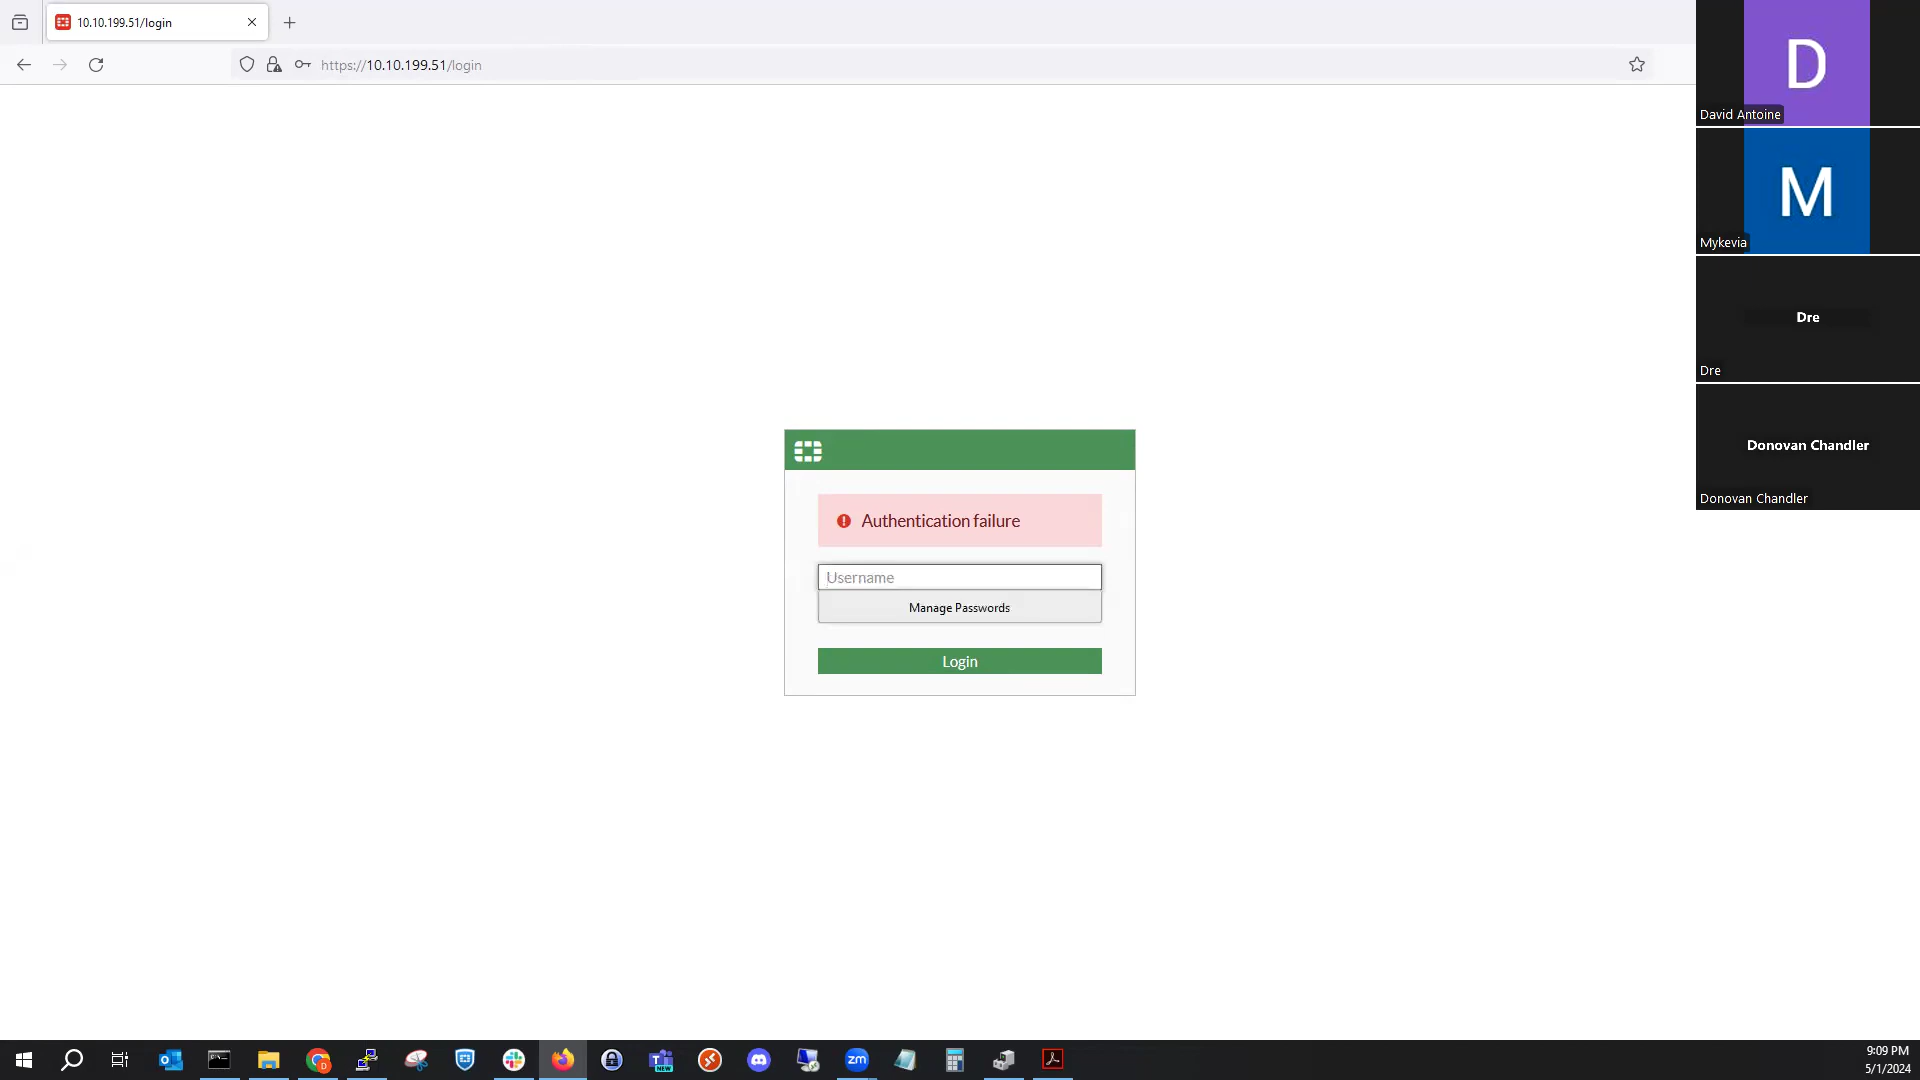 10.10.199.51/login
https://10.10.199.51/login
D
David Antoine
M
Mykevia
Dre
Dre
Donovan Chandler
Donovan Chandler
Authentication failure
Username
Manage Passwords
Login
9:09 PM
5/1/2024